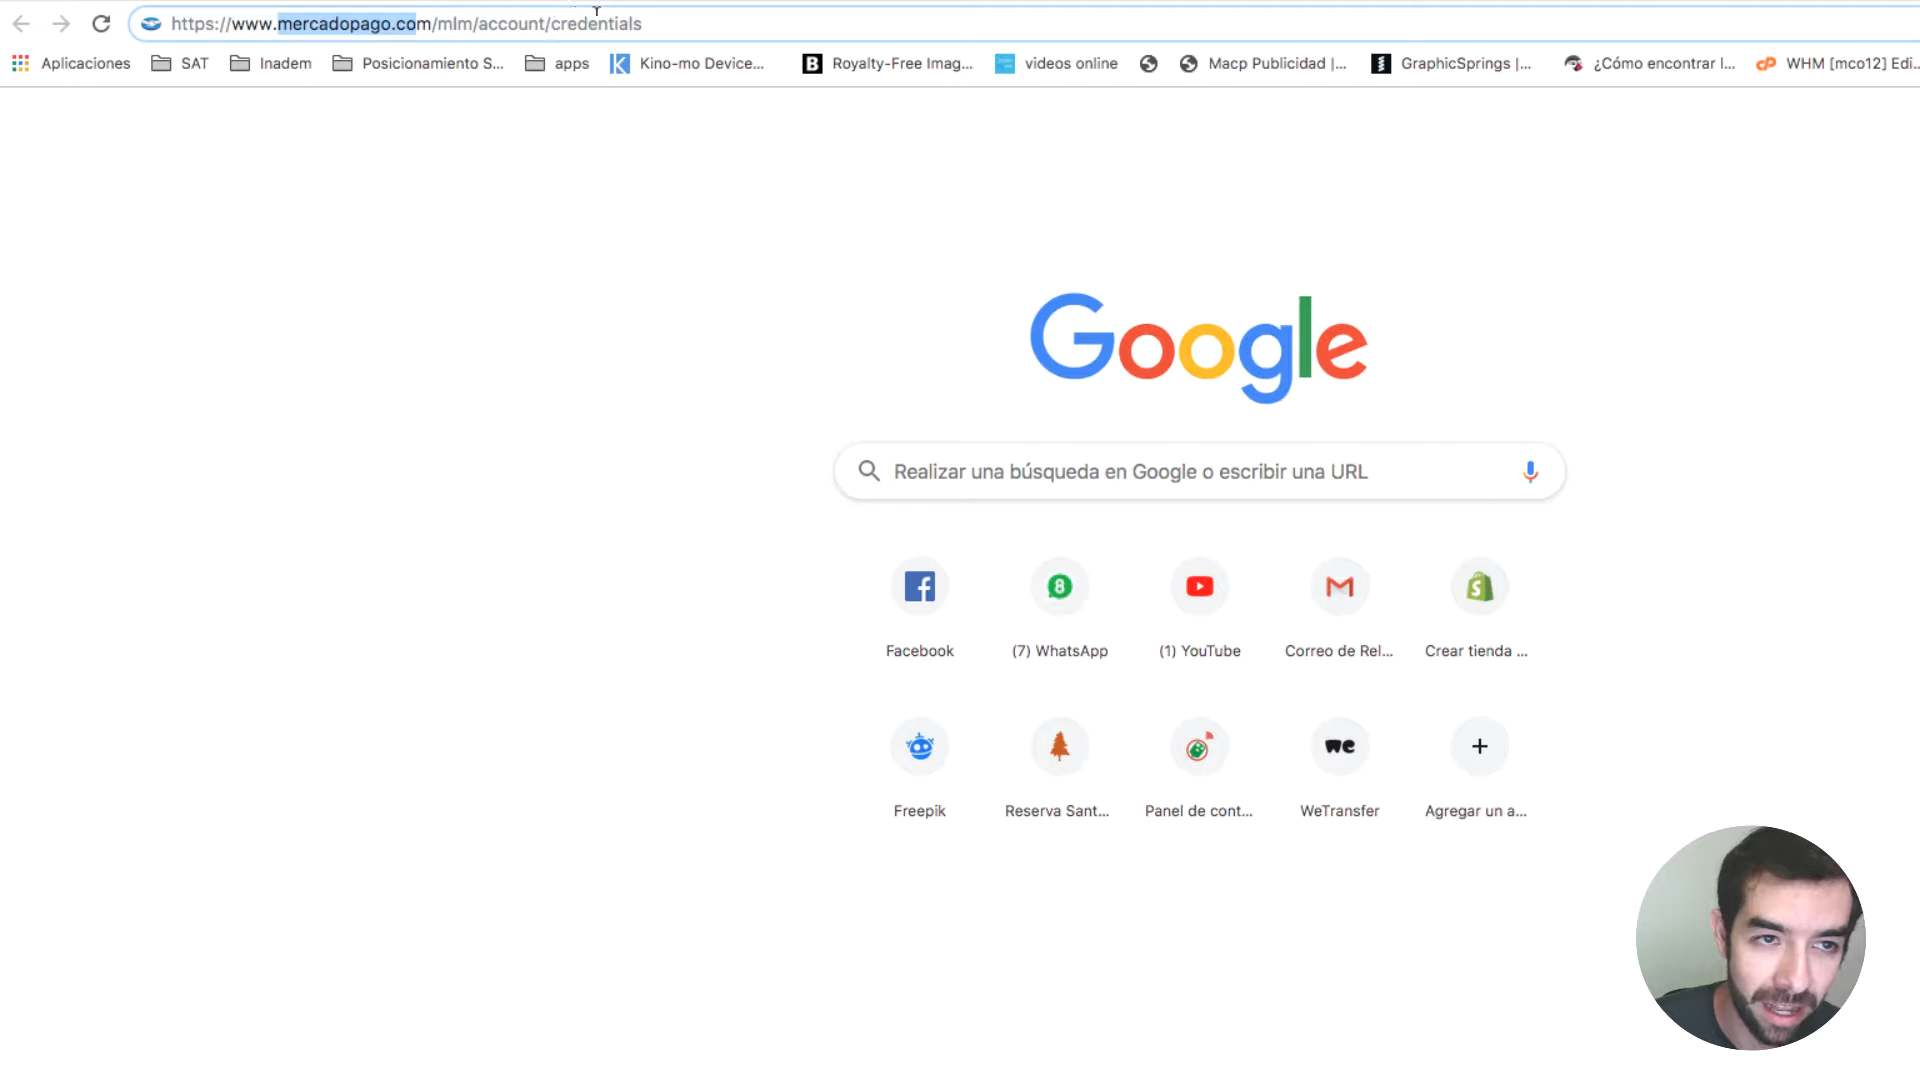 https://www.mercadopago.com/mlm/account/credentials
Aplicaciones SAT Inadem Posicionamiento S... apps Kino-mo Device... Royalty-Free Imag... videos online Macp Publicidad |... GraphicSprings |... ¿Cómo encontrar l... WHM [mco12] Edi...
Google
Realizar una búsqueda en Google o escribir una URL
Facebook (7) WhatsApp (1) YouTube Correo de Rel... Crear tienda ...
Freepik Reserva Sant... Panel de cont... WeTransfer Agregar un a...